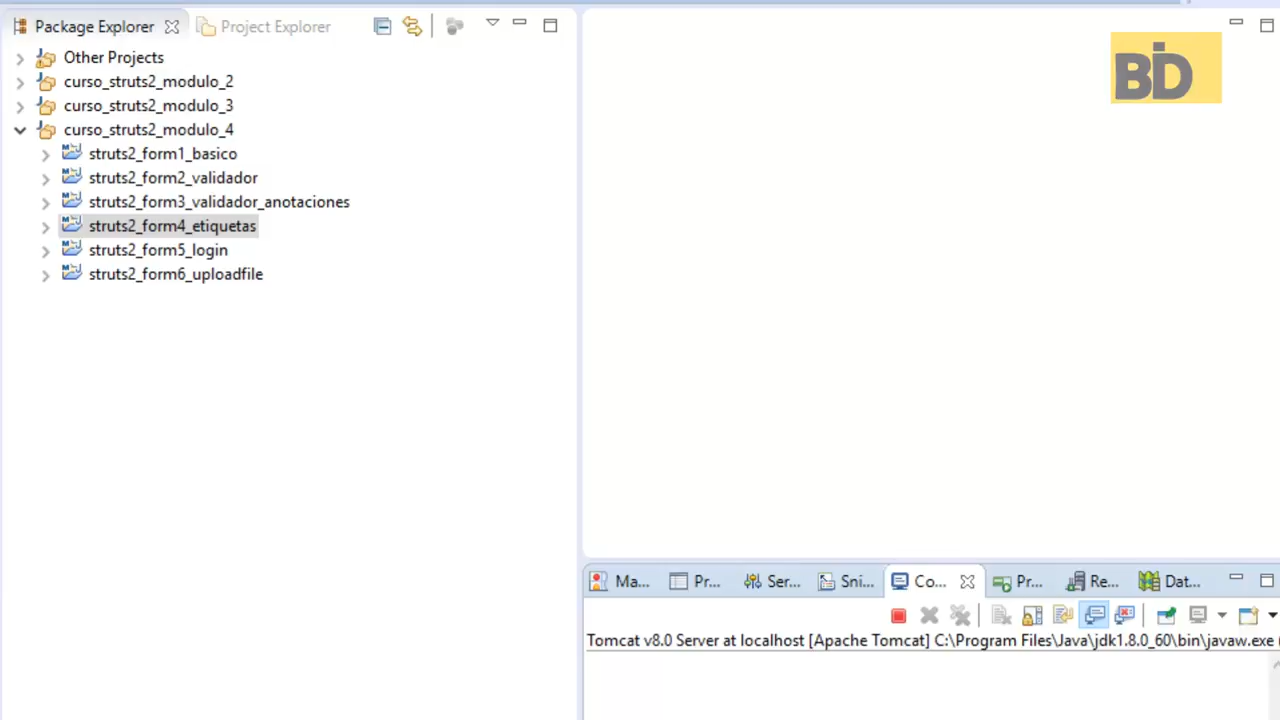 Package Explorer Project Explorer
Other Projects
curso_struts2_modulo_2
curso_struts2_modulo_3
curso_struts2_modulo_4
struts2_form1_basico
struts2_form2_validador
struts2_form3_validador_anotaciones
struts2_form4_etiquetas
struts2_form5_login
struts2_form6_uploadfile
BID
Ma... Pr... Ser... Sni... Co... Pr... Re... Dat...
Tomcat v8.0 Server at localhost [Apache Tomcat] C:\Program Files\Java\jdk1.8.0_60\bin\javaw.exe